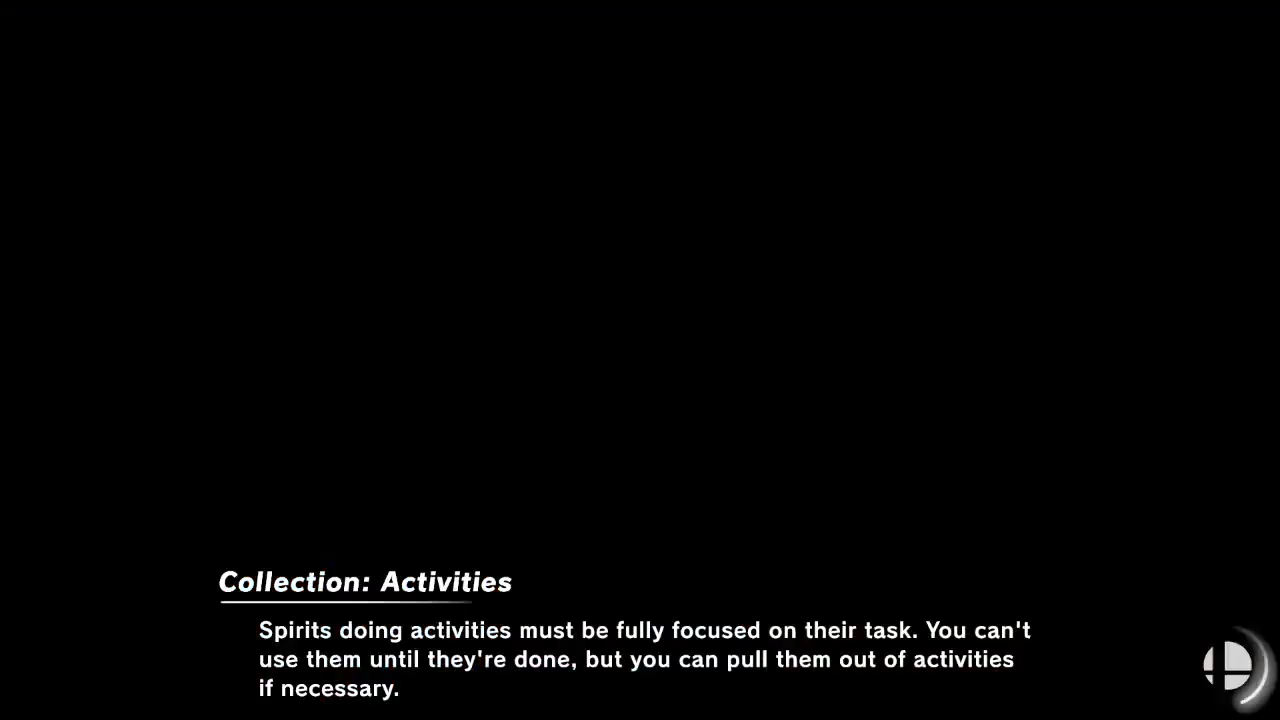 Collection: Activities
Spirits doing activities must be fully focused on their task. You can't
use them until they're done, but you can pull them out of activities
if necessary.